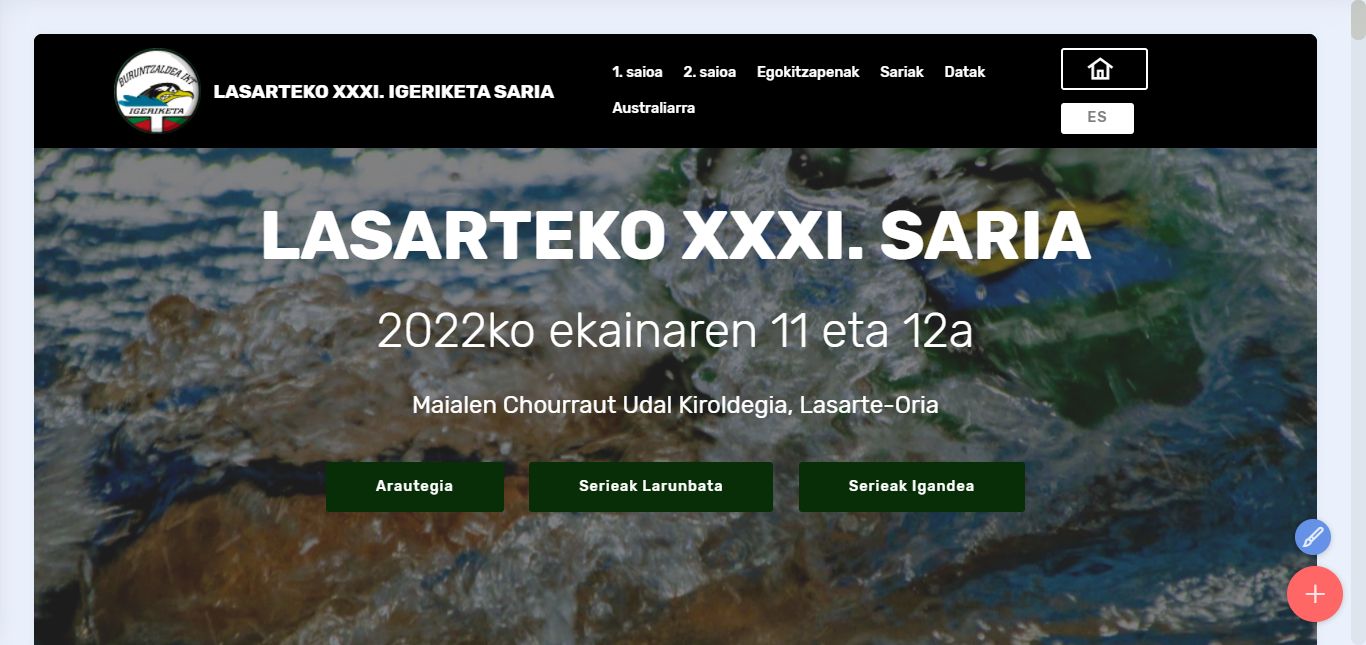 BURUNTZALDEA IKT
IGERIKETA
LASARTEKO XXXI. IGERIKETA SARIA
1. saioa 2. saioa Egokitzapenak Sariak Datak
Australiarra
ES
LASARTEKO XXXI. SARIA
2022ko ekainaren 11 eta 12a
Maialen Chourraut Udal Kiroldegia, Lasarte-Oria
Arautegia Serieak Larunbata Serieak Igandea